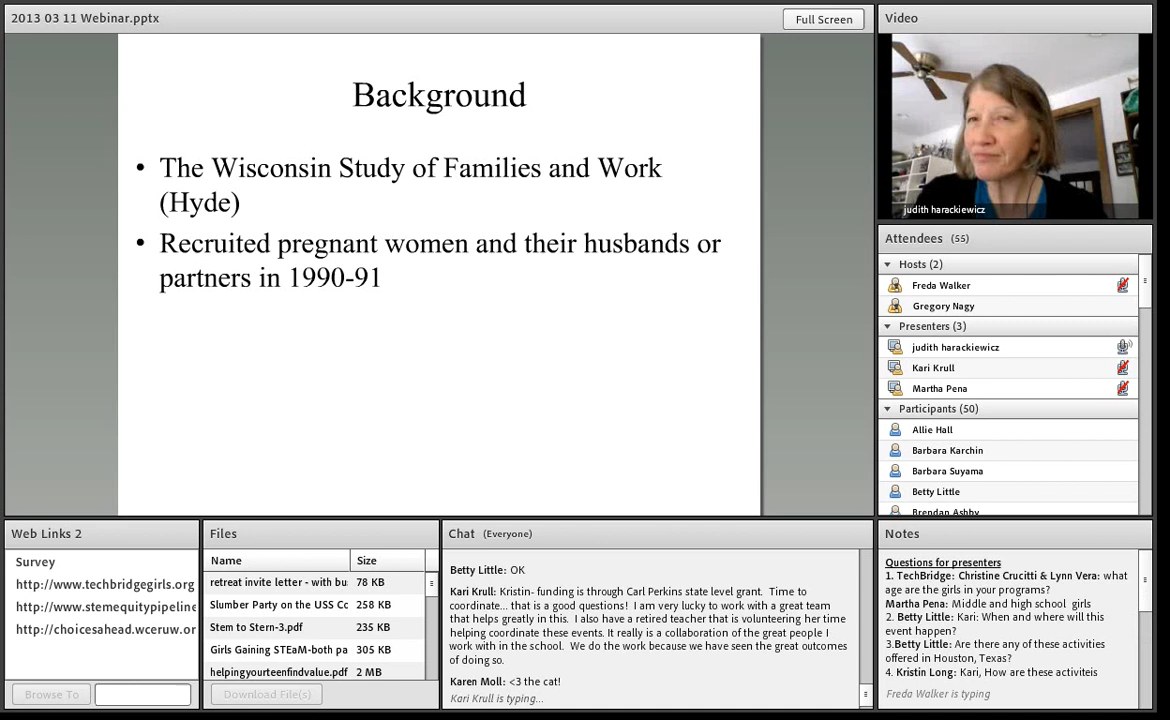 2013 03 11 Webinar.pptx
Full Screen
Background
• The Wisconsin Study of Families and Work
(Hyde)
• Recruited pregnant women and their husbands or
partners in 1990-91
Video
judith harackiewicz
Attendees (55)
Hosts (2)
Freda Walker
Gregory Nagy
Presenters (3)
judith harackiewicz
Kari Krull
Martha Pena
Participants (50)
Allie Hall
Barbara Karchin
Barbara Suyama
Betty Little
Brendan Ashby
Web Links 2
Survey
http://www.techbridgegirls.org
http://www.stemequitypipeline
http://choicesahead.wceruw.or
Browse To
Files
Name Size
retreat invite letter - with bu 78 KB
Slumber Party on the USS Cc 258 KB
Stem to Stern-3.pdf 235 KB
Girls Gaining STEaM-both pa 305 KB
helpingyourteenfindvalue.pdf 2 MB
Download File(s)
Chat (Everyone)
Betty Little: OK
Kari Krull: Kristin- funding is through Carl Perkins state level grant. Time to
coordinate... that is a good questions! I am very lucky to work with a great team
that helps greatly in this. I also have a retired teacher that is volunteering her time
helping coordinate these events. It really is a collaboration of the great people I
work with in the school. We do the work because we have seen the great outcomes
of doing so.
Karen Moll: <3 the cat!
Kari Krull is typing...
Notes
Questions for presenters
1. TechBridge: Christine Crucitti & Lynn Vera: what
age are the girls in your programs?
Martha Pena: Middle and high school girls
2. Betty Little: Kari: When and where will this
event happen?
3.Betty Little: Are there any of these activities
offered in Houston, Texas?
4. Kristin Long: Kari, How are these activiteis
Freda Walker is typing